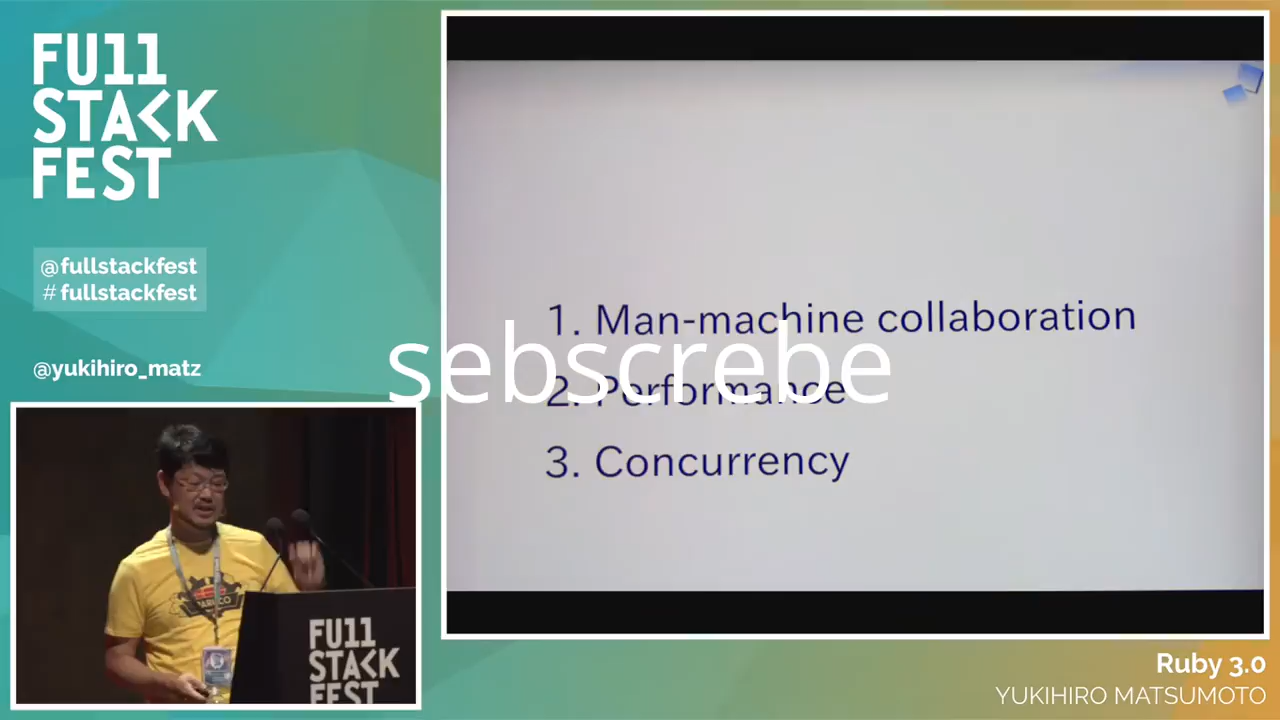 FU11
STACK
FEST
@fullstackfest
# fullstackfest
@yukihiro_matz
1. Man-machine collaboration
sebscrebe
2. Performance
3. Concurrency
FU11
STACK
FEST
Ruby 3.0
YUKIHIRO MATSUMOTO